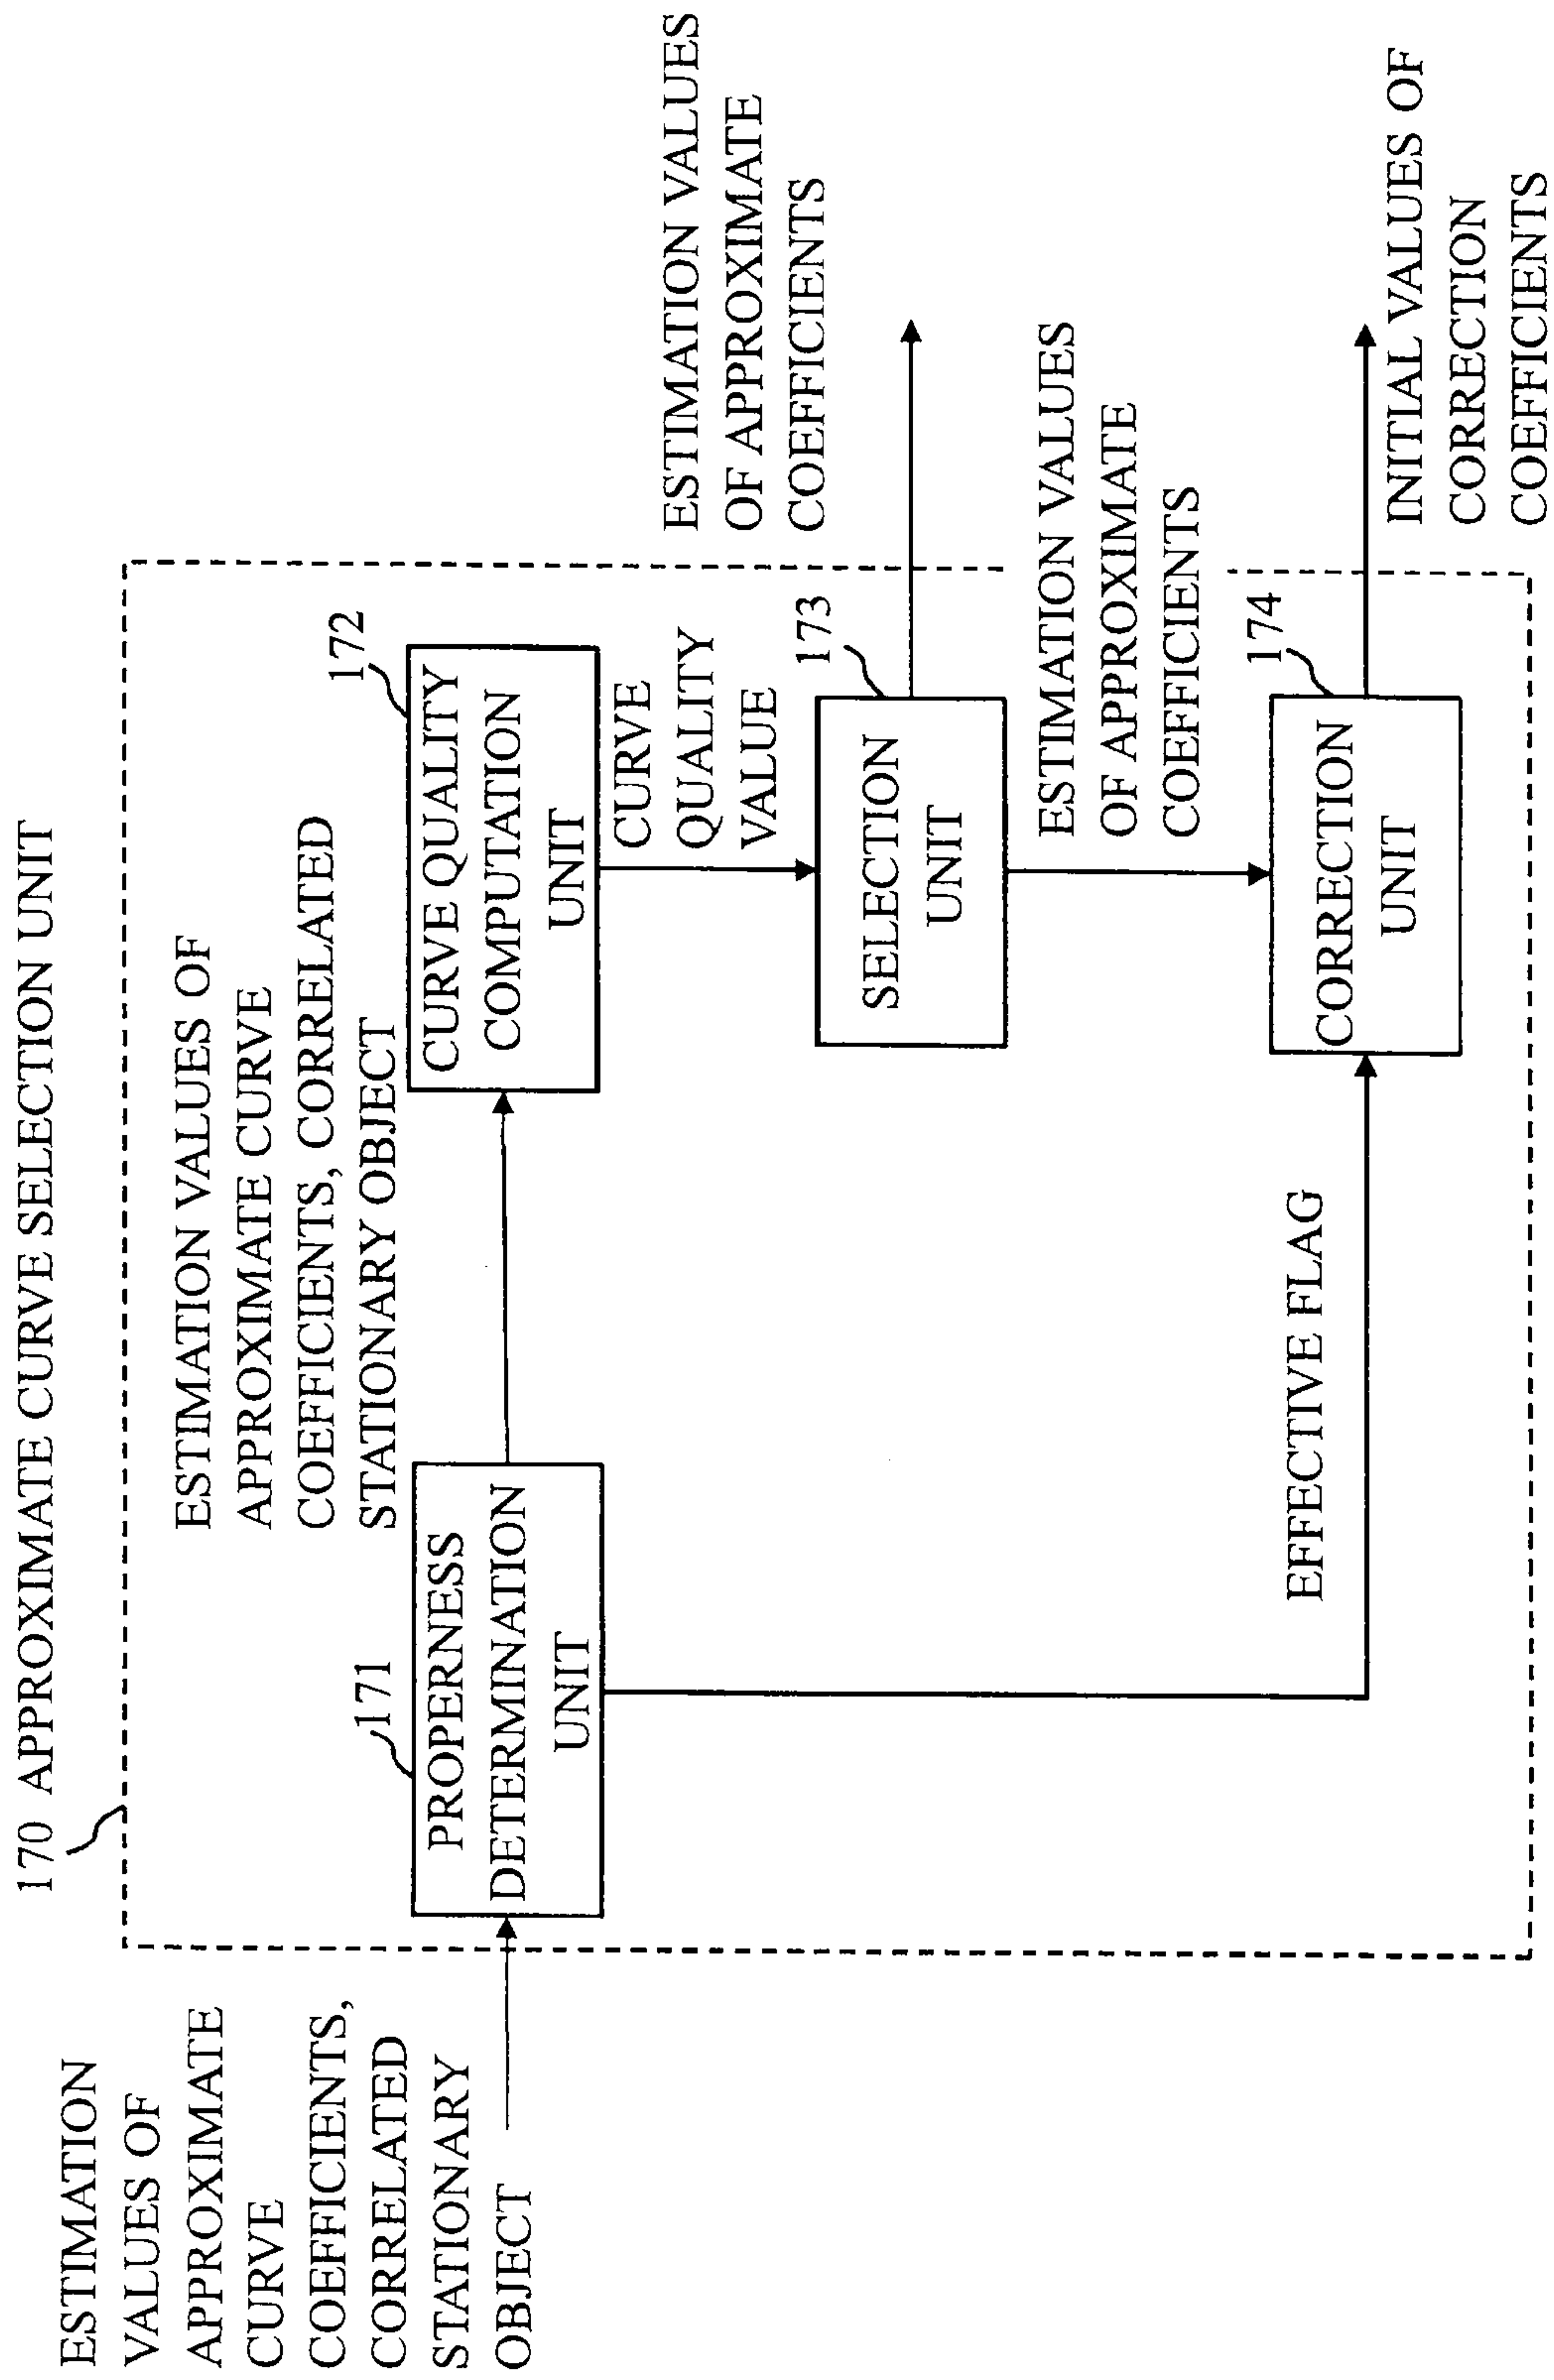 170 APPROXIMATE CURVE SELECTION UNIT
ESTIMATION
VALUES OF
APPROXIMATE
CURVE
COEFFICIENTS,
CORRELATED
STATIONARY
OBJECT
171
PROPERNESS
DETERMINATION
UNIT
ESTIMATION VALUES OF
APPROXIMATE CURVE
COEFFICIENTS, CORRELATED
STATIONARY OBJECT
172
CURVE QUALITY
COMPUTATION
UNIT
CURVE
QUALITY
VALUE
173
SELECTION
UNIT
ESTIMATION VALUES
OF APPROXIMATE
COEFFICIENTS
ESTIMATION VALUES
OF APPROXIMATE
COEFFICIENTS
EFFECTIVE FLAG
174
CORRECTION
UNIT
INITIAL VALUES OF
CORRECTION
COEFFICIENTS